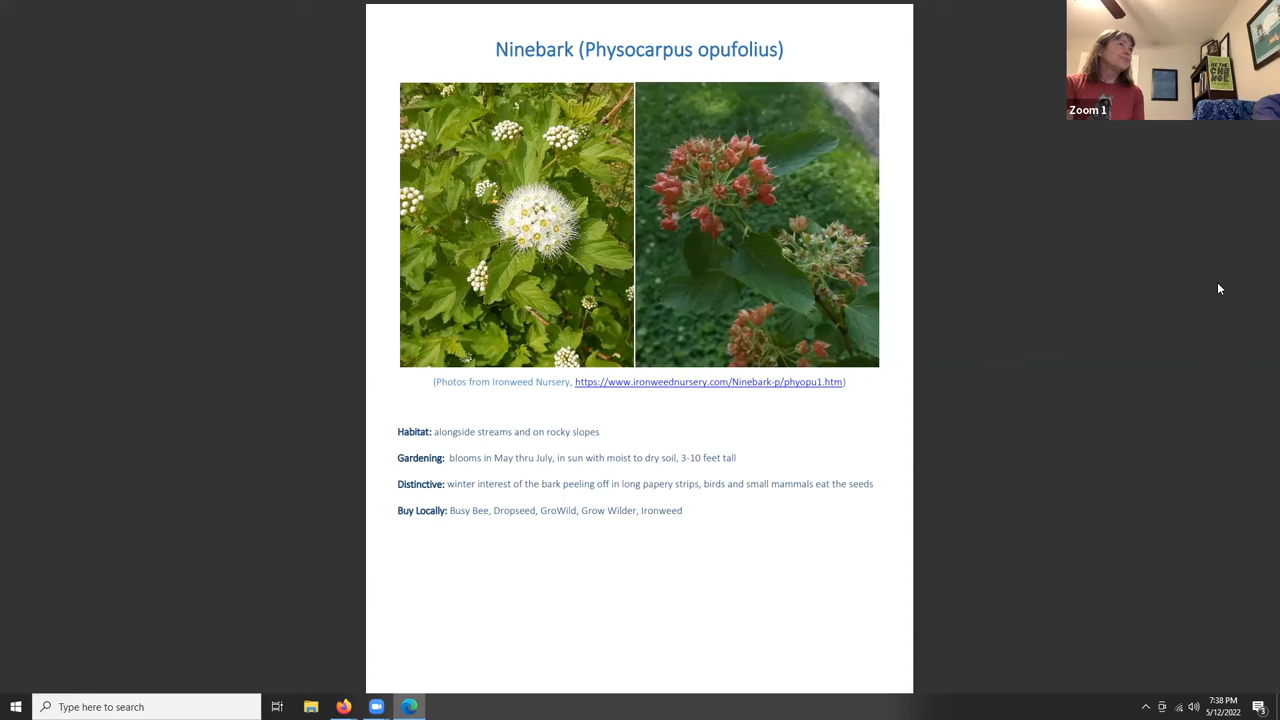 Ninebark (Physocarpus opufolius)
BE THE
CHANGE
Zoom 1
(Photos from Ironweed Nursery, https://www.ironweednursery.com/Ninebark-p/phyopu1.htm)
Habitat: alongside streams and on rocky slopes
Gardening:  blooms in May thru July, in sun with moist to dry soil, 3-10 feet tall
Distinctive: winter interest of the bark peeling off in long papery strips, birds and small mammals eat the seeds
Buy Locally: Busy Bee, Dropseed, GroWild, Grow Wilder, Ironweed
Type here to search
7:38 PM
5/12/2022
3